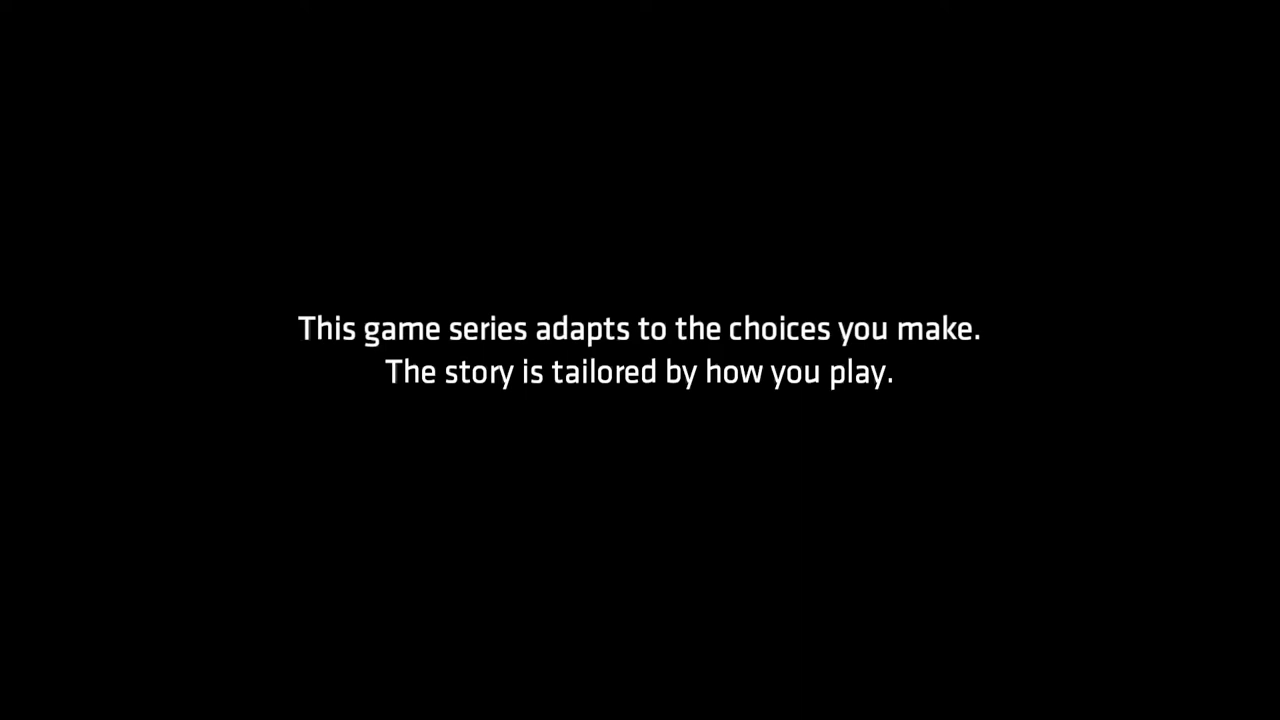 This game series adapts to the choices you make.
The story is tailored by how you play.